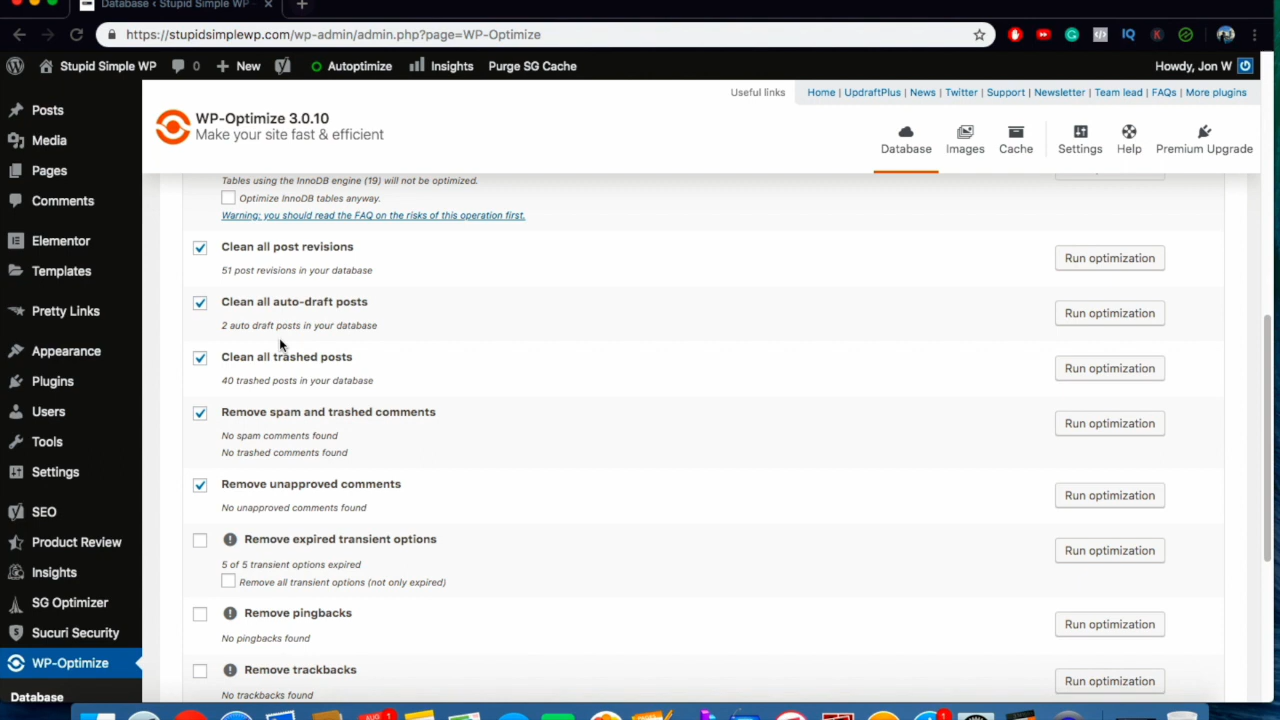 Database ‹ Stupid Simple WP -
https://stupidsimplewp.com/wp-admin/admin.php?page=WP-Optimize
Stupid Simple WP 0 New Autoptimize Insights Purge SG Cache Howdy, Jon W
Useful links Home | UpdraftPlus | News | Twitter | Support | Newsletter | Team lead | FAQs | More plugins
WP-Optimize 3.0.10
Make your site fast & efficient
Database Images Cache Settings Help Premium Upgrade
Posts
Media
Pages
Comments
Elementor
Templates
Pretty Links
Appearance
Plugins
Users
Tools
Settings
SEO
Product Review
Insights
SG Optimizer
Sucuri Security
WP-Optimize
Database
Tables using the InnoDB engine (19) will not be optimized.
Optimize InnoDB tables anyway.
Warning: you should read the FAQ on the risks of this operation first.
Clean all post revisions
51 post revisions in your database
Run optimization
Clean all auto-draft posts
2 auto draft posts in your database
Run optimization
Clean all trashed posts
40 trashed posts in your database
Run optimization
Remove spam and trashed comments
No spam comments found
No trashed comments found
Run optimization
Remove unapproved comments
No unapproved comments found
Run optimization
Remove expired transient options
5 of 5 transient options expired
Remove all transient options (not only expired)
Run optimization
Remove pingbacks
No pingbacks found
Run optimization
Remove trackbacks
No trackbacks found
Run optimization
AUG 1
1